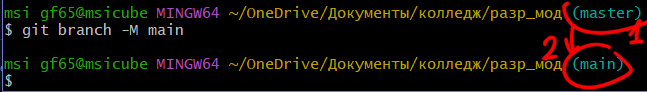 msi gf65@msicube MINGW64 ~/OneDrive/Документы/колледж/разр_мод (master)
$ git branch -M main
1
2
msi gf65@msicube MINGW64 ~/OneDrive/Документы/колледж/разр_мод (main)
$